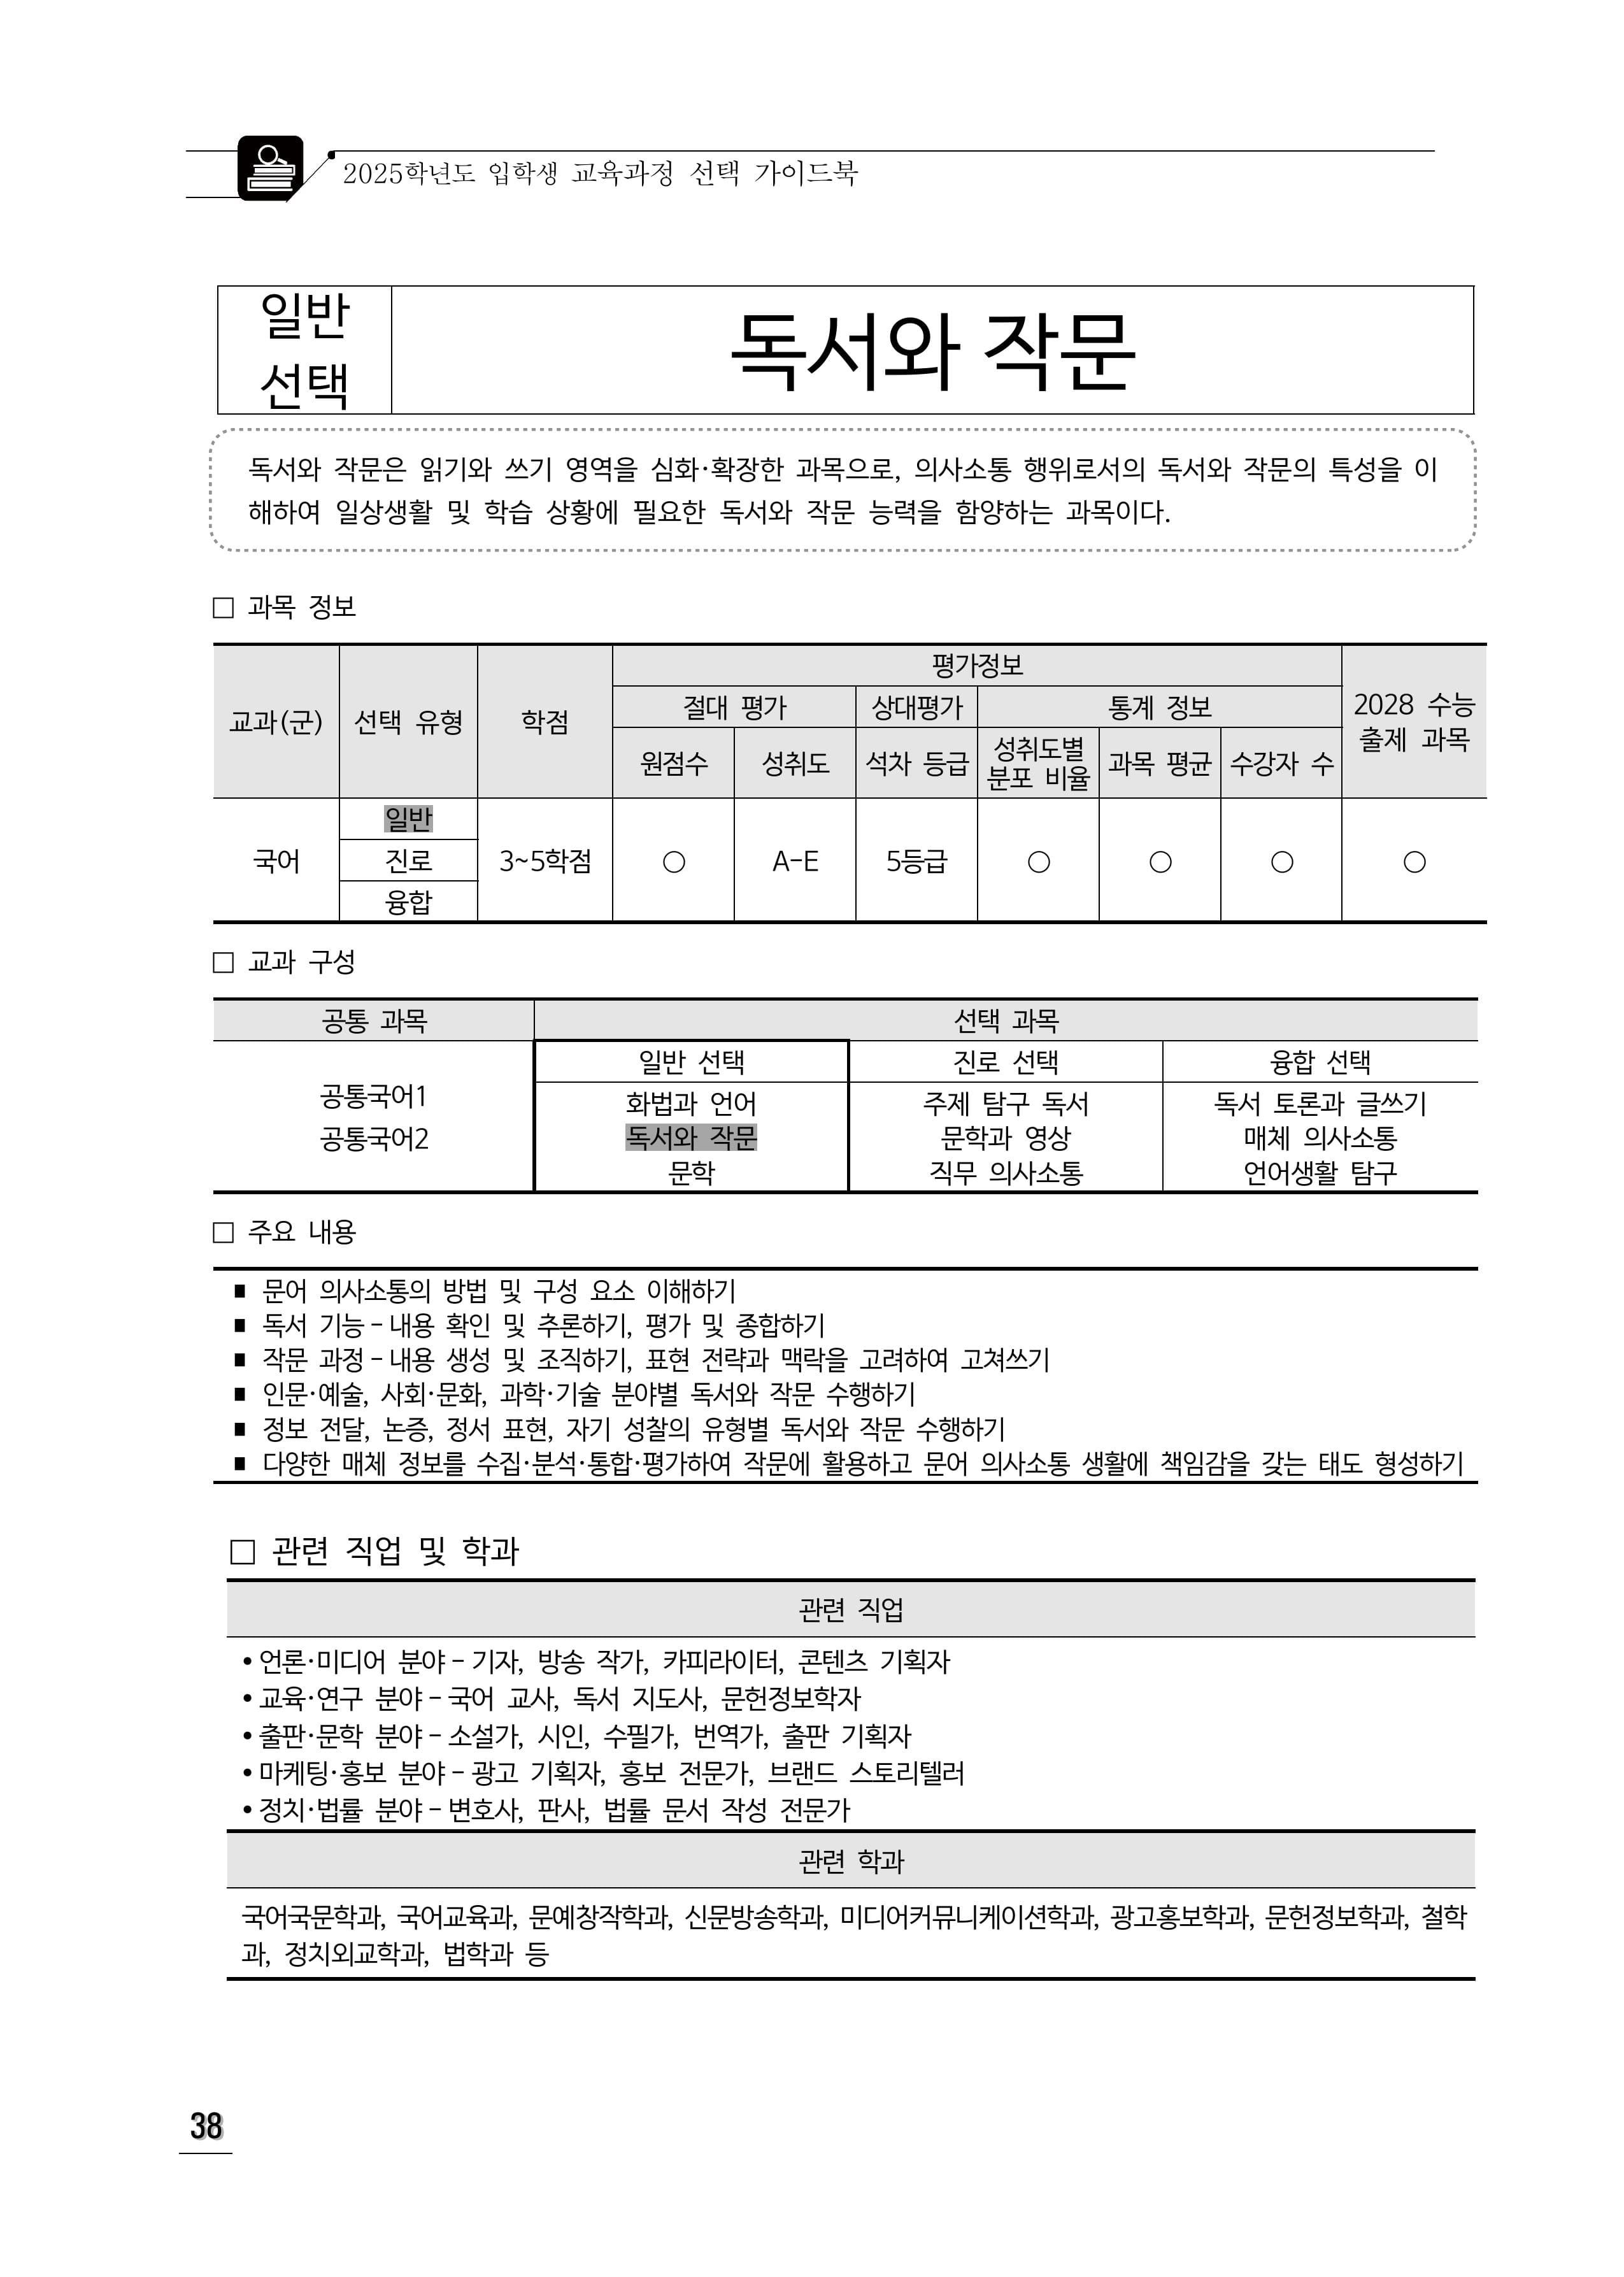 2025학년도 입학생 교육과정 선택 가이드북
일반
선택
독서와 작문
독서와 작문은 읽기와 쓰기 영역을 심화·확장한 과목으로, 의사소통 행위로서의 독서와 작문의 특성을 이
해하여 일상생활 및 학습 상황에 필요한 독서와 작문 능력을 함양하는 과목이다.
□ 과목 정보
교과(군) 선택 유형 학점 평가정보 2028 수능
출제 과목
절대 평가 상대평가 통계 정보
원점수 성취도 석차 등급 성취도별
분포 비율 과목 평균 수강자 수
국어 일반 3~5학점 ○ A-E 5등급 ○ ○ ○ ○
진로
융합
□ 교과 구성
공통 과목 선택 과목
일반 선택 진로 선택 융합 선택
공통국어1
공통국어2
화법과 언어 주제 탐구 독서 독서 토론과 글쓰기
독서와 작문 문학과 영상 매체 의사소통
문학 직무 의사소통 언어생활 탐구
□ 주요 내용
■ 문어 의사소통의 방법 및 구성 요소 이해하기
■ 독서 기능 - 내용 확인 및 추론하기, 평가 및 종합하기
■ 작문 과정 - 내용 생성 및 조직하기, 표현 전략과 맥락을 고려하여 고쳐쓰기
■ 인문·예술, 사회·문화, 과학·기술 분야별 독서와 작문 수행하기
■ 정보 전달, 논증, 정서 표현, 자기 성찰의 유형별 독서와 작문 수행하기
■ 다양한 매체 정보를 수집·분석·통합·평가하여 작문에 활용하고 문어 의사소통 생활에 책임감을 갖는 태도 형성하기
□ 관련 직업 및 학과
관련 직업
• 언론·미디어 분야 - 기자, 방송 작가, 카피라이터, 콘텐츠 기획자
• 교육·연구 분야 - 국어 교사, 독서 지도사, 문헌정보학자
• 출판·문학 분야 - 소설가, 시인, 수필가, 번역가, 출판 기획자
• 마케팅·홍보 분야 - 광고 기획자, 홍보 전문가, 브랜드 스토리텔러
• 정치·법률 분야 - 변호사, 판사, 법률 문서 작성 전문가
관련 학과
국어국문학과, 국어교육과, 문예창작학과, 신문방송학과, 미디어커뮤니케이션학과, 광고홍보학과, 문헌정보학과, 철학
과, 정치외교학과, 법학과 등
38